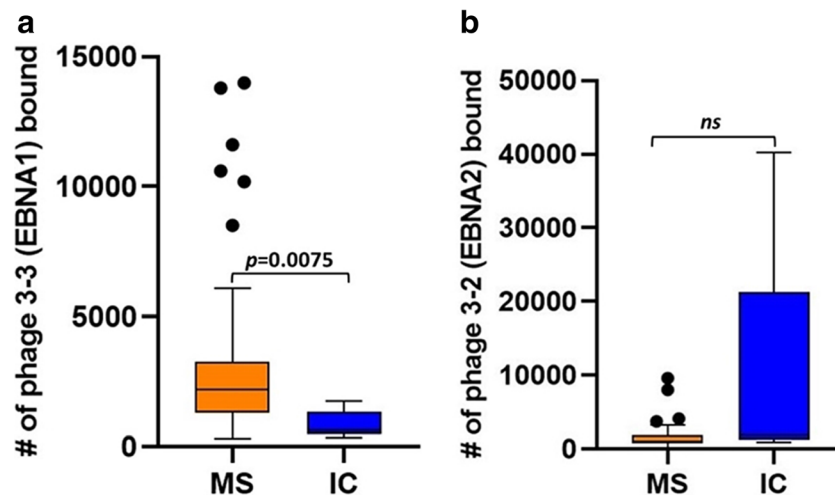 a
# of phage 3-3 (EBNA1) bound
15000
10000
5000
0
p=0.0075
MS IC
b
# of phage 3-2 (EBNA2) bound
50000
40000
30000
20000
10000
0
ns
MS IC